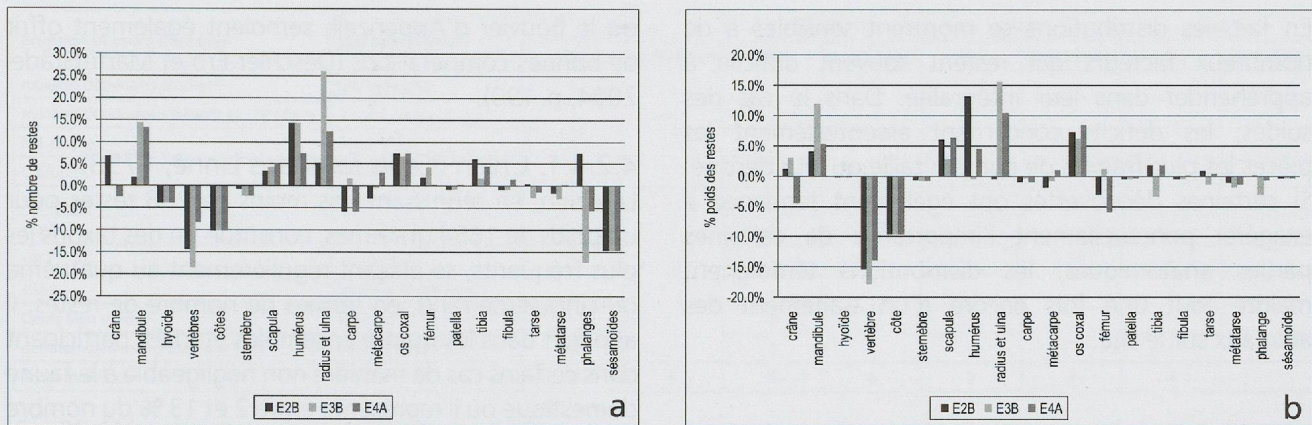 30.0%
25.0%
20.0%
15.0%
10.0%
5.0%
0.0%
-5.0%
-10.0%
-15.0%
-20.0%
-25.0%
% nombre de restes
crâne
mandibule
hyoïde
vertèbres
côtes
sternèbre
scapula
humérus
radius et ulna
carpe
métacarpe
os coxal
fémur
patella
tibia
fibula
tarse
métatarse
phalanges
sésamoïdes
E2B E3B E4A
a
20.0%
15.0%
10.0%
5.0%
0.0%
-5.0%
-10.0%
-15.0%
-20.0%
% poids des restes
crâne
mandibule
hyoïde
vertèbre
côte
sternèbre
scapula
humérus
radius et ulna
carpe
métacarpe
os coxal
fémur
patella
tibia
fibula
tarse
métatarse
phalange
sésamoïde
E2B E3B E4A
b